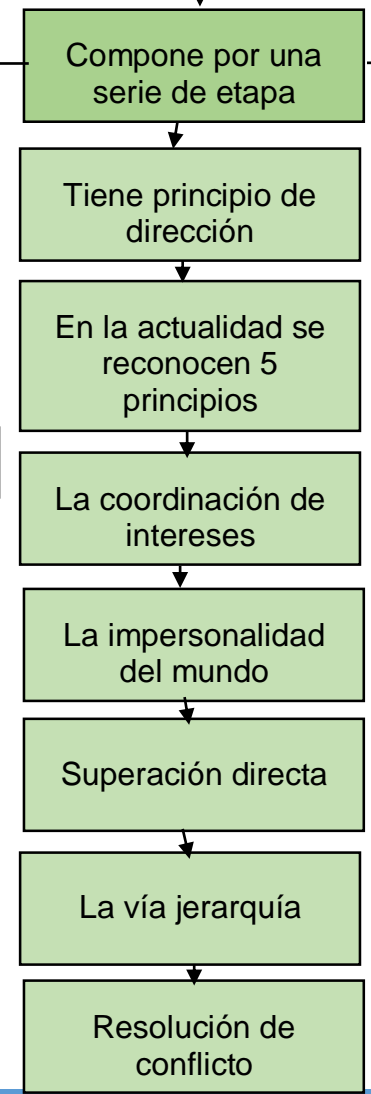 Compone por una
serie de etapa
Tiene principio de
dirección
En la actualidad se
reconocen 5
principios
La coordinación de
intereses
La impersonalidad
del mundo
Superación directa
La vía jerarquía
Resolución de
conflicto